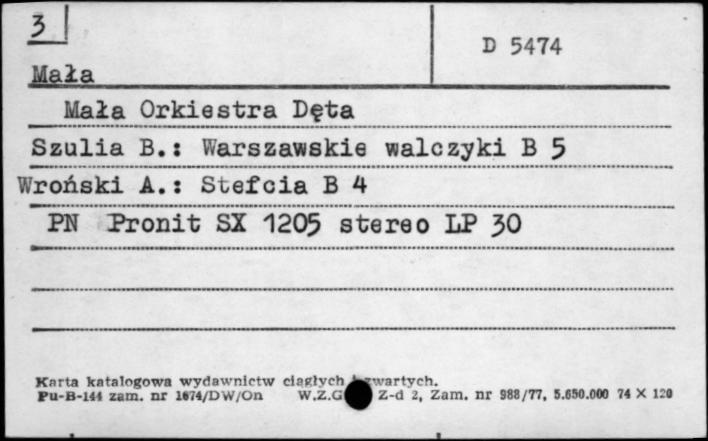 3
D 5474
Mała
Mała Orkiestra Dęta
Szulia B.: Warszawskie walczyki B 5
Wroński A.: Stefcia B 4
PN Pronit SX 1205 stereo LP 30
Karta katalogowa wydawnictw ciągłych zwartych.
Pu-B-144 zam. nr 1674/DW/On W.Z.G Z-d 2, Zam. nr 988/77, 5.650.000 74 X 120